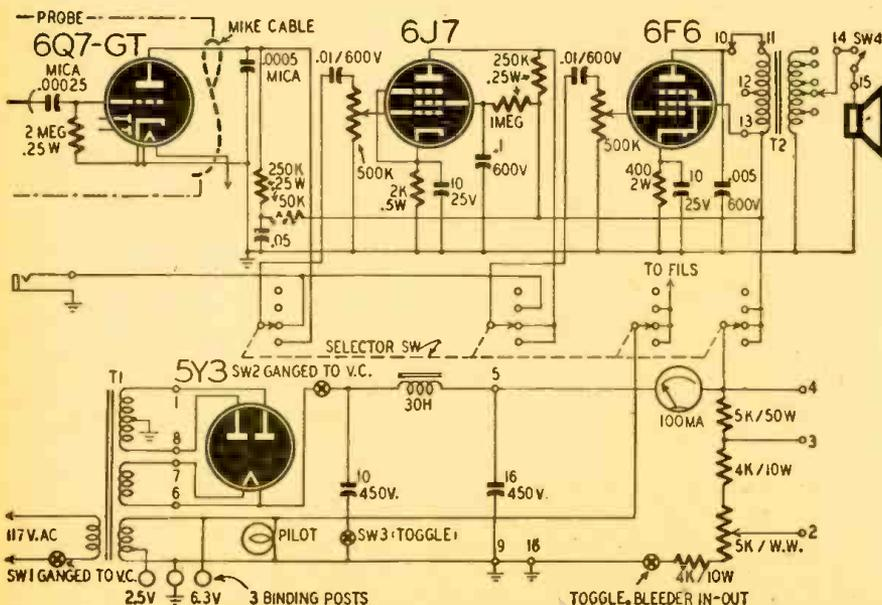 PROBE
MIKE CABLE
6Q7-GT
6J7
6F6
MICA
.00025
.0005
MICA
2 MEG
.25W
.01/600V
250K
.25W
1MEG
.01/600V
10
11
12
13
14
SW4
15
T2
500K
.1
600V
500K
250K
.25W
50K
.05
2K
.5W
10
25V
400
2W
10
25V
.005
600V
TO FILS
SELECTOR SW
T1
5Y3
SW2 GANGED TO V.C.
1
8
7
6
30H
5
100MA
4
5K/50W
3
4K/10W
2
5K/W.W.
10
450V.
16
450V.
117V.AC
PILOT
SW3(TOGGLE)
9
16
SW1 GANGED TO V.C.
2.5V
6.3V
3 BINDING POSTS
4K/10W
TOGGLE, BLEEDER IN-OUT